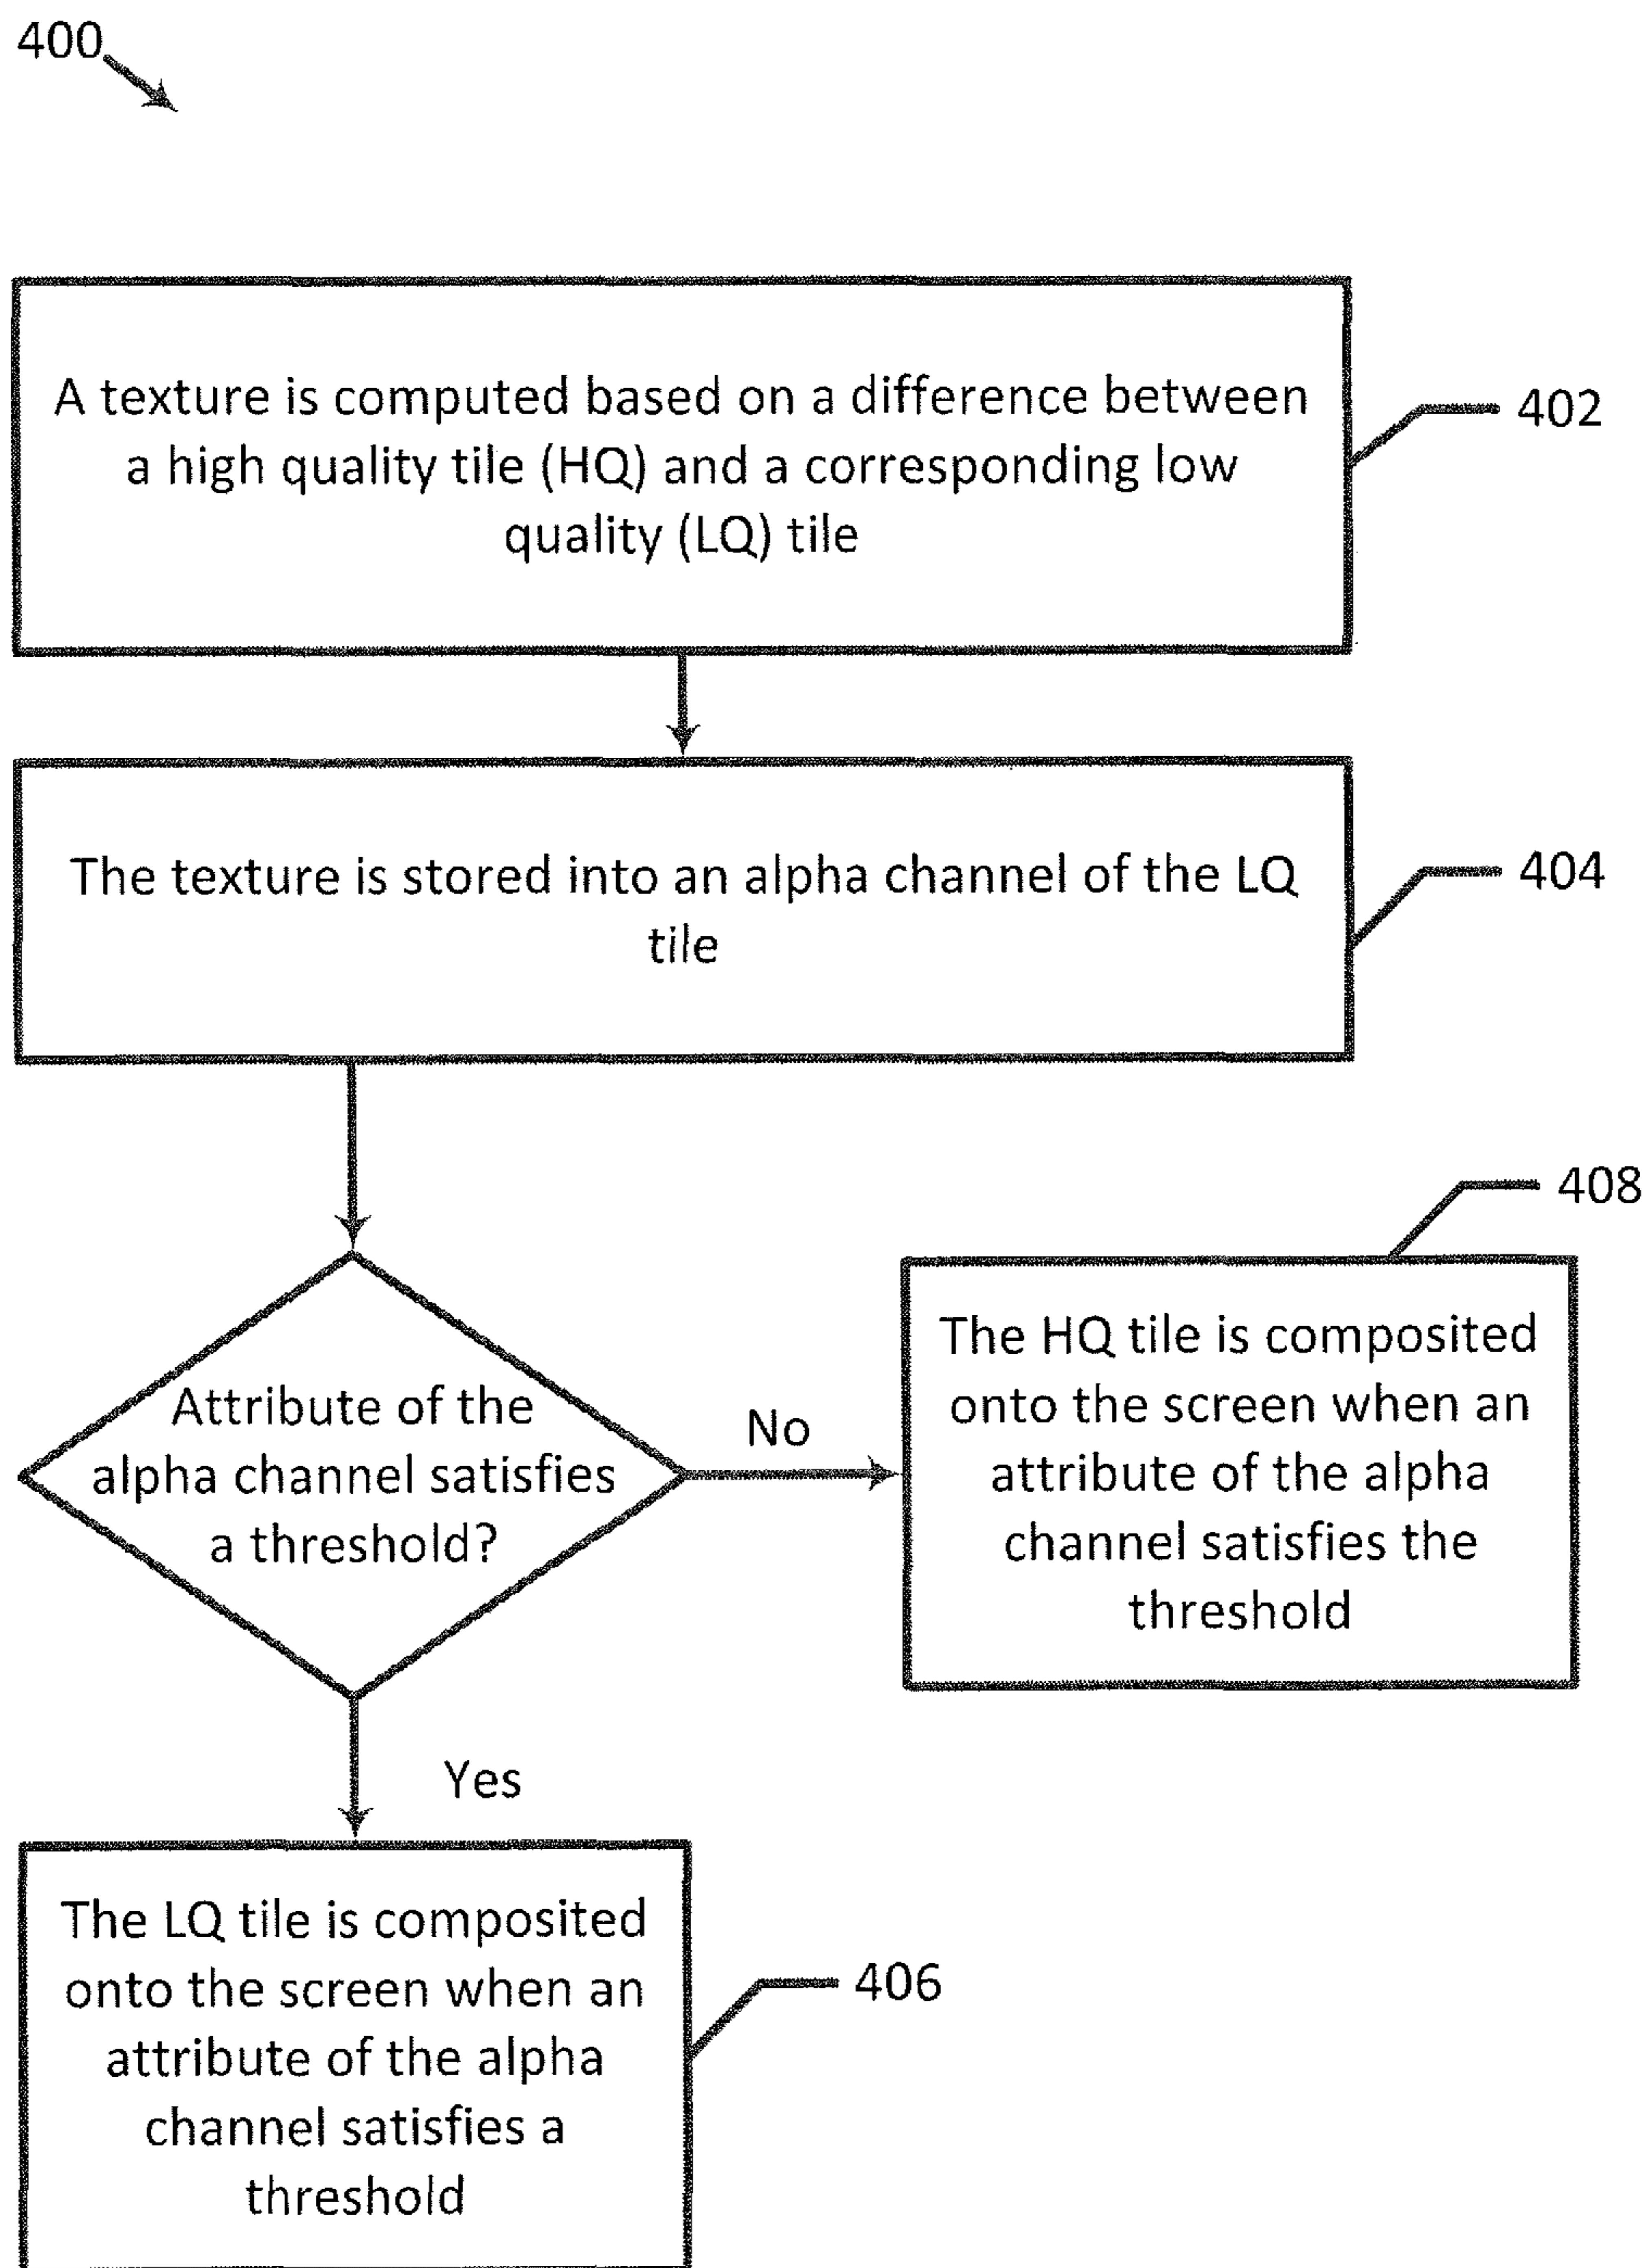 400
A texture is computed based on a difference between
a high quality tile (HQ) and a corresponding low
quality (LQ) tile
402
The texture is stored into an alpha channel of the LQ
tile
404
Attribute of the
alpha channel satisfies
a threshold?
No
408
The HQ tile is composited
onto the screen when an
attribute of the alpha
channel satisfies the
threshold
Yes
The LQ tile is composited
onto the screen when an
attribute of the alpha
channel satisfies a
threshold
406